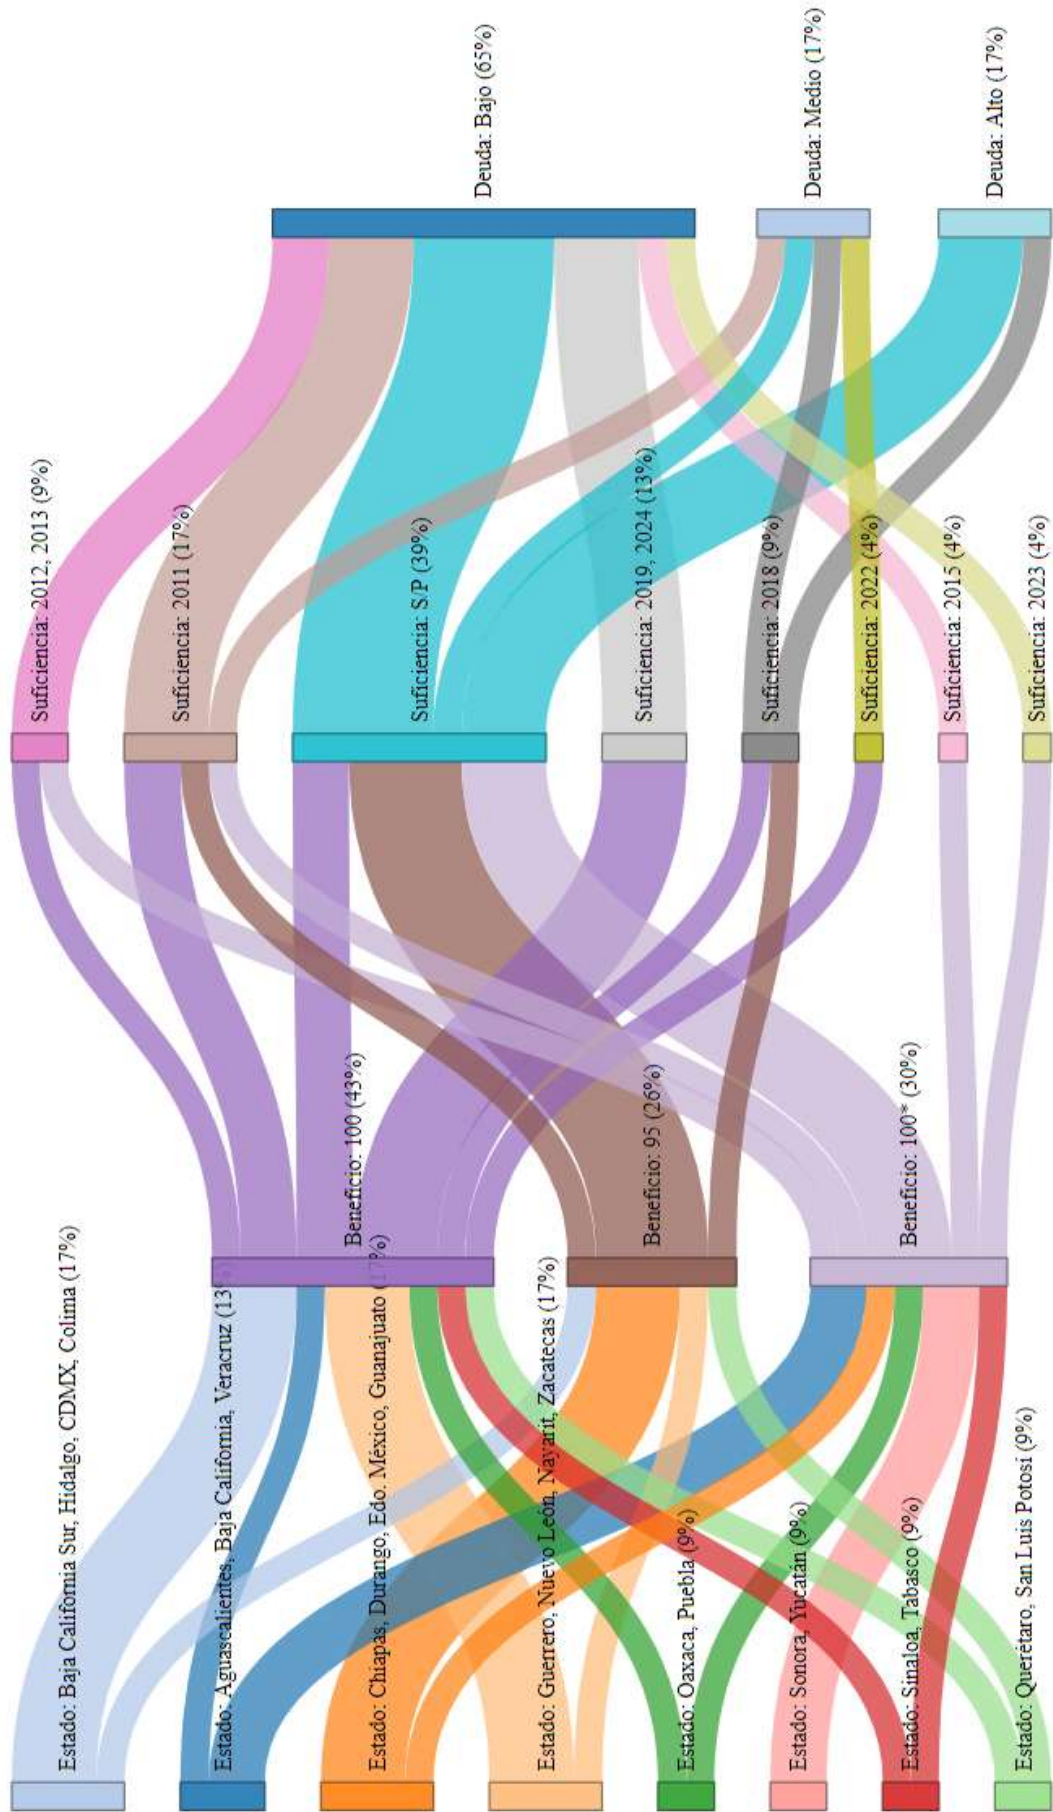 Estado: Baja California Sur, Hidalgo, CDMX, Colima (17%)
Estado: Aguascalientes, Baja California, Veracruz (13%)
Estado: Chiapas, Durango, Edo. México, Guanajuato (17%)
Estado: Guerrero, Nuevo León, Nayarit, Zacatecas (17%)
Estado: Oaxaca, Puebla (9%)
Estado: Sonora, Yucatán (9%)
Estado: Sinaloa, Tabasco (9%)
Estado: Querétaro, San Luis Potosí (9%)
Beneficio: 100 (43%)
Beneficio: 95 (26%)
Beneficio: 100* (30%)
Suficiencia: 2012, 2013 (9%)
Suficiencia: 2011 (17%)
Suficiencia: S/P (39%)
Suficiencia: 2019, 2024 (13%)
Suficiencia: 2018 (9%)
Suficiencia: 2022 (4%)
Suficiencia: 2015 (4%)
Suficiencia: 2023 (4%)
Deuda: Bajo (65%)
Deuda: Medio (17%)
Deuda: Alto (17%)